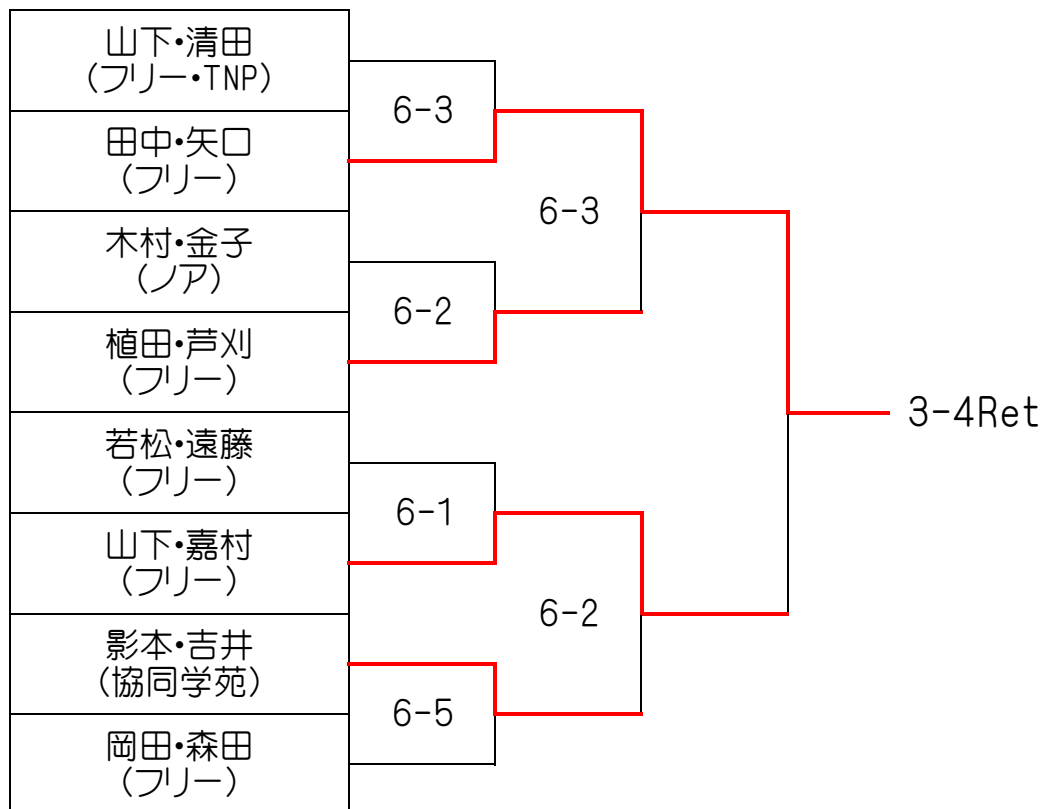 山下・清田
(フリー・TNP)
田中・矢口
(フリー)
木村・金子
(ノア)
植田・芦刈
(フリー)
若松・遠藤
(フリー)
山下・嘉村
(フリー)
影本・吉井
(協同学苑)
岡田・森田
(フリー)
6-3
6-2
6-1
6-5
6-3
6-2
3-4Ret